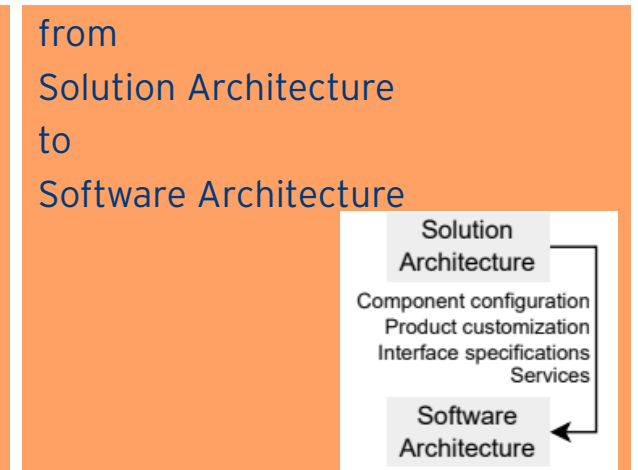 from
Solution Architecture
to
Software Architecture
Solution
Architecture
Component configuration
Product customization
Interface specifications
Services
Software
Architecture